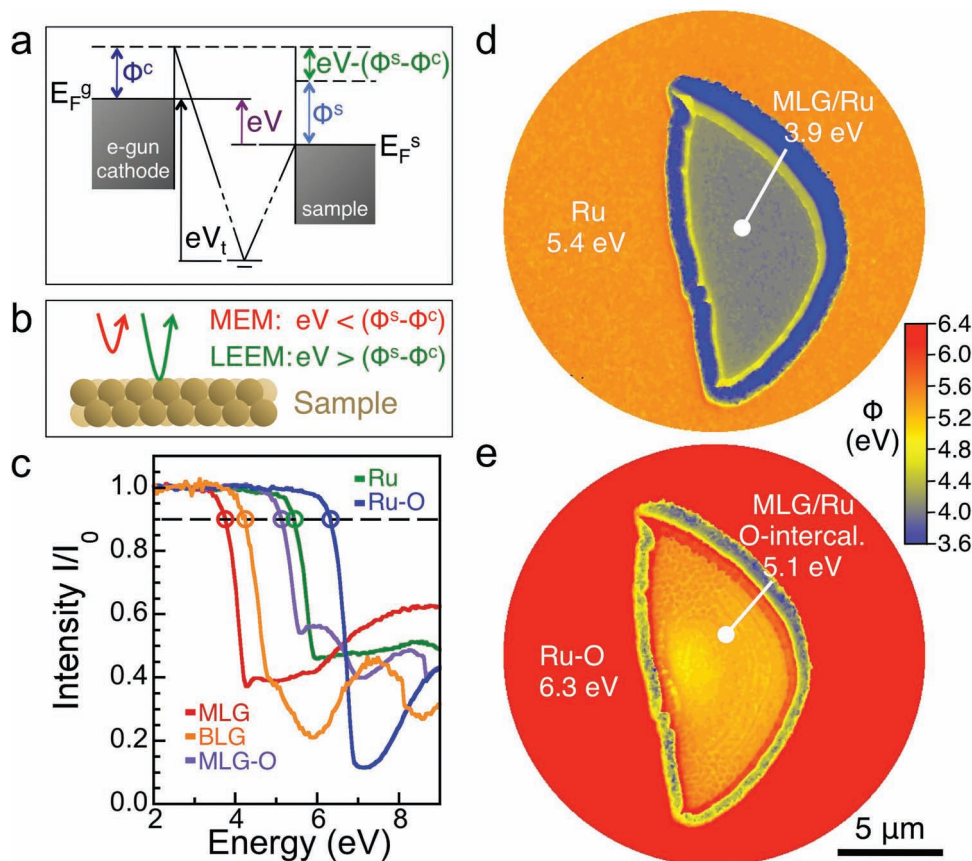 a
Φᶜ
E_Fᵍ
e-gun
cathode
eV_t
eV
eV-(Φˢ-Φᶜ)
Φˢ
E_Fˢ
sample
b
MEM: eV < (Φˢ-Φᶜ)
LEEM: eV > (Φˢ-Φᶜ)
Sample
c
Intensity I/I₀
1.0
0.8
0.6
0.4
0.2
0.0
Ru
Ru-O
MLG
BLG
MLG-O
2 4 6 8
Energy (eV)
d
MLG/Ru
3.9 eV
Ru
5.4 eV
Φ
(eV)
6.4
6.0
5.6
5.2
4.8
4.4
4.0
3.6
e
MLG/Ru
O-intercal.
5.1 eV
Ru-O
6.3 eV
5 µm